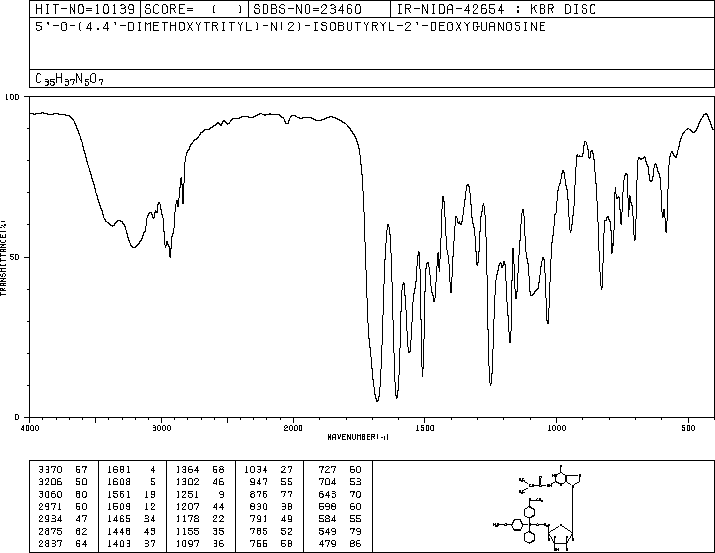 HIT-NO=10139 SCORE= ( ) SDBS-NO=23460 IR-NIDA-42654 : KBR DISC
5'-O-(4,4'-DIMETHOXYTRITYL)-N(2)-ISOBUTYRYL-2'-DEOXYGUANOSINE
C35H37N5O7
100
50
0
TRANSMITTANCE(%)
4000 3000 2000 1500 1000 500
WAVENUMBER(-1)
3370 57 1681 4 1364 58 1034 27 727 60
3206 50 1608 5 1302 46 947 55 704 53
3060 60 1561 19 1251 9 876 77 643 70
2971 50 1509 12 1207 44 830 38 598 60
2934 47 1465 34 1178 22 791 49 584 55
2875 62 1448 49 1155 35 785 52 549 79
2837 64 1403 37 1097 36 766 58 479 86